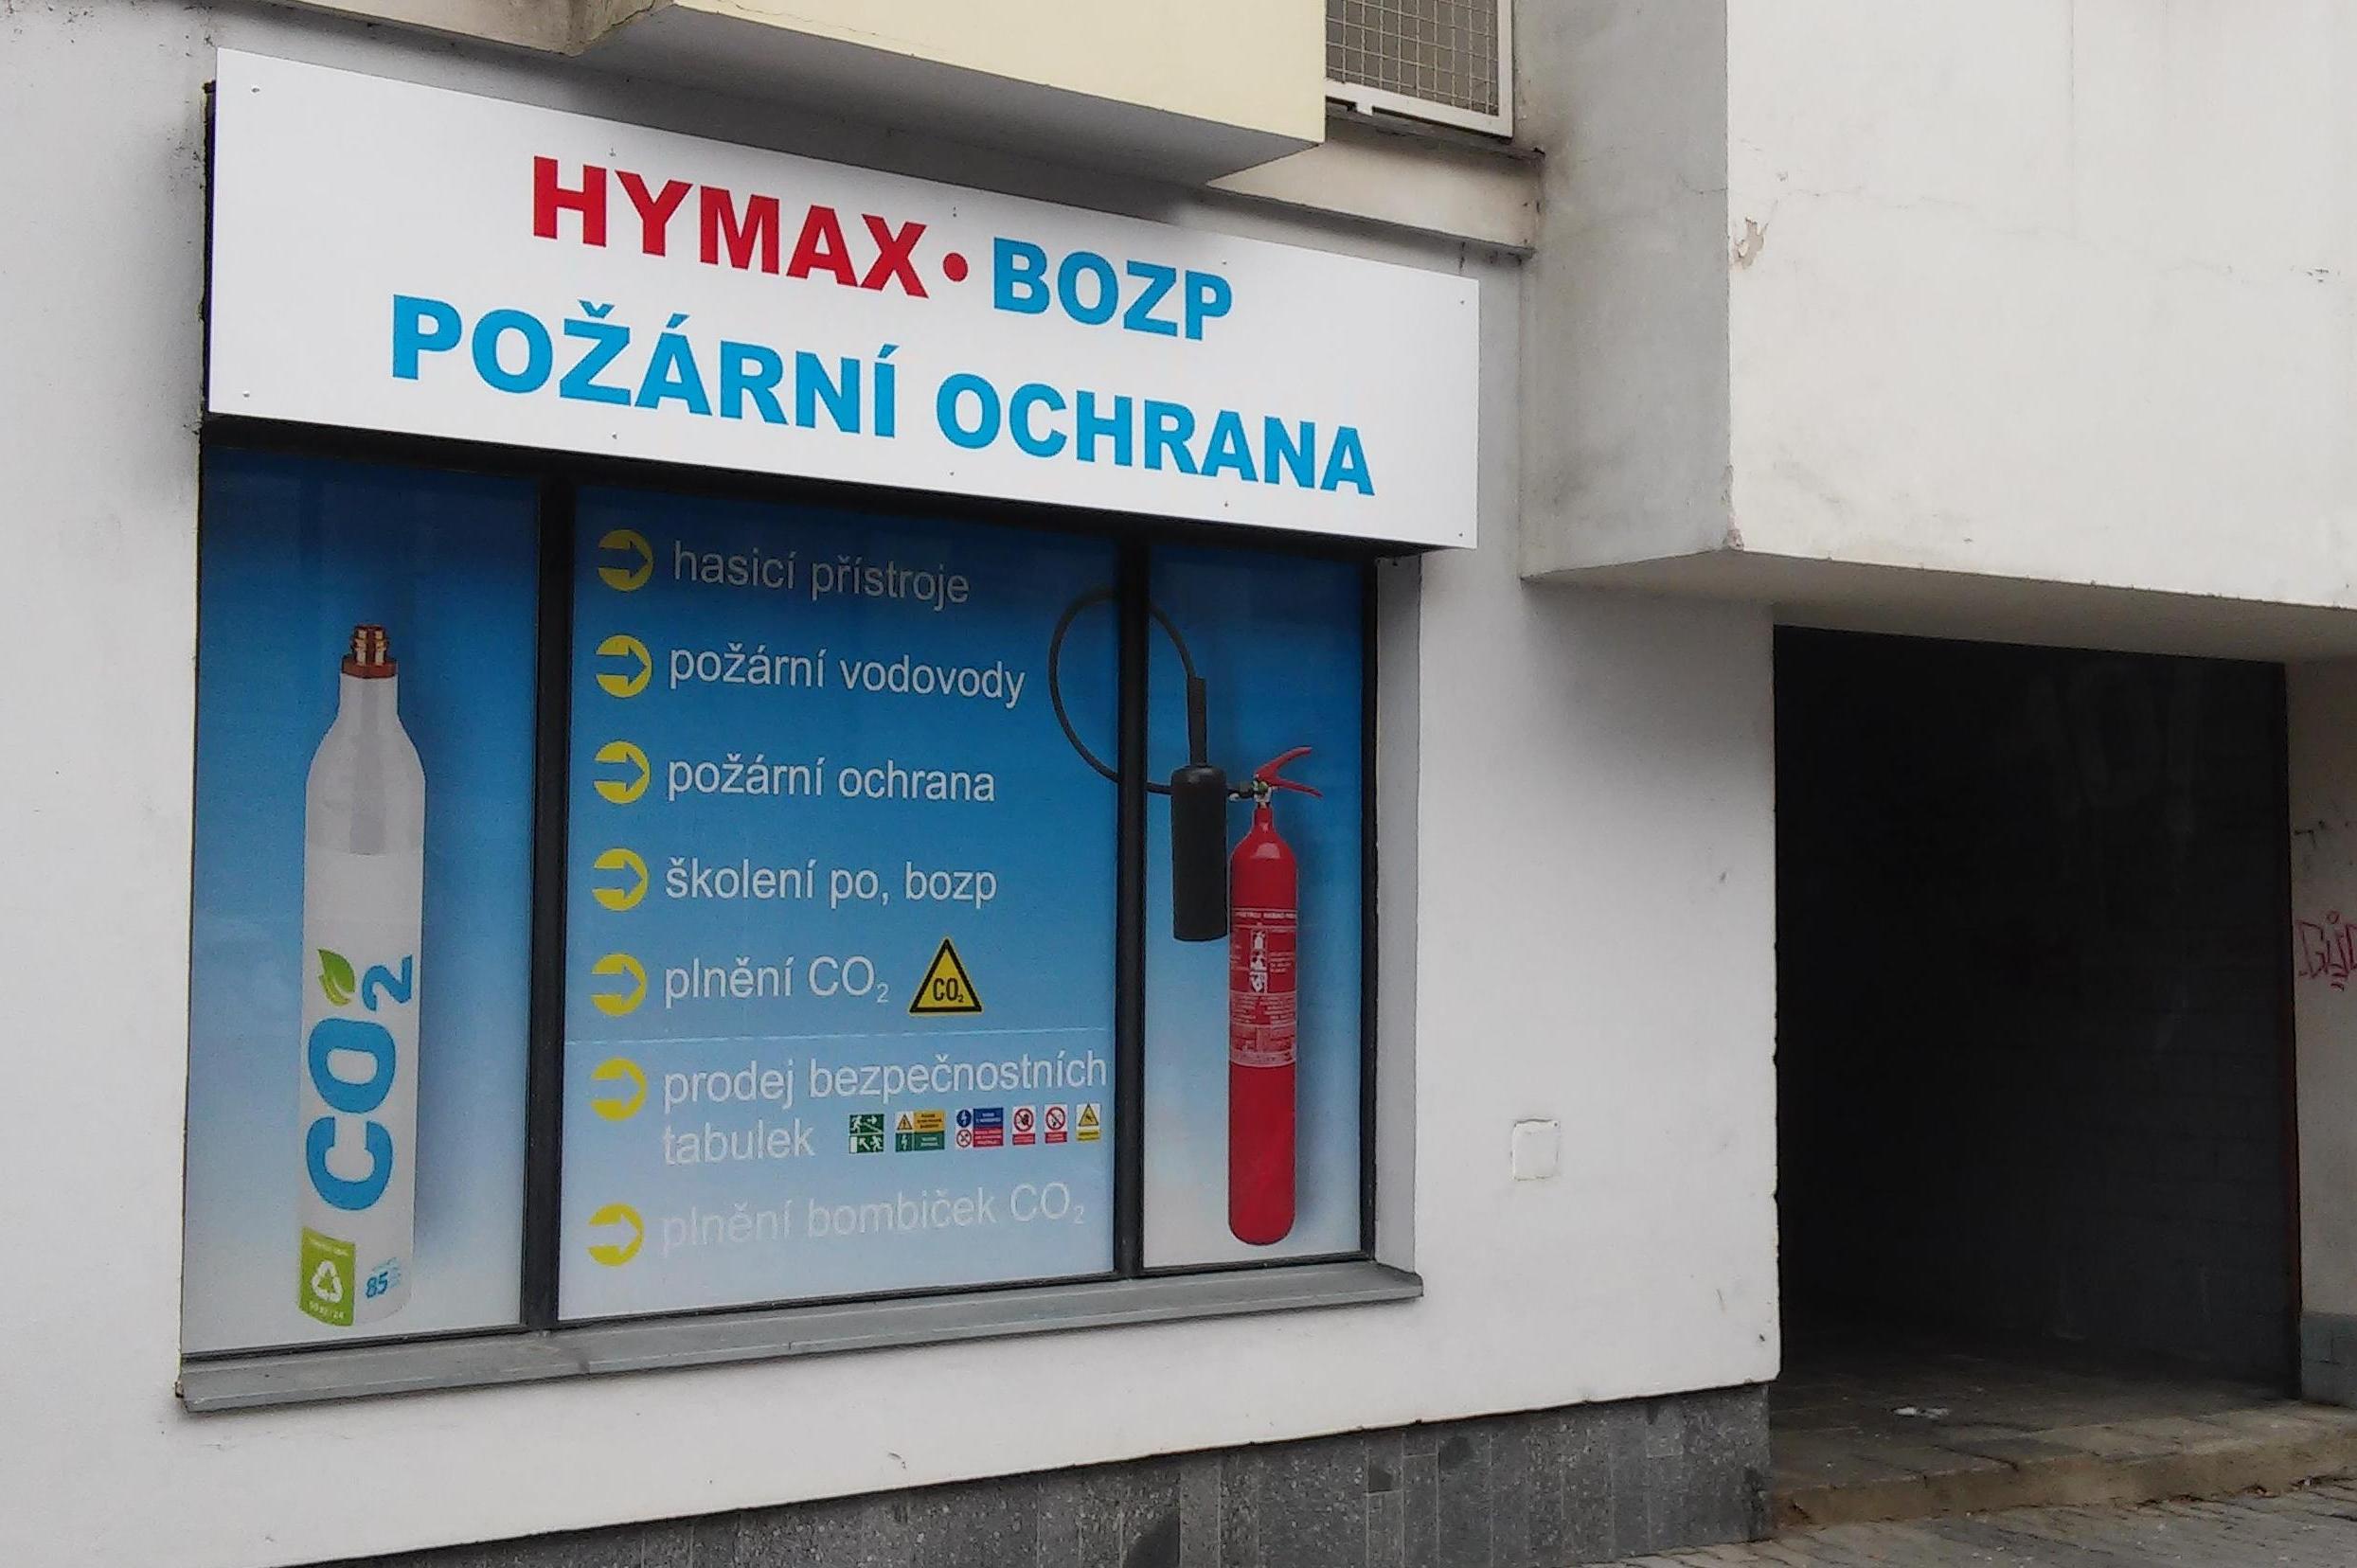 HYMAX • BOZP
POŽÁRNÍ OCHRANA
hasicí přístroje
požární vodovody
požární ochrana
školení po, bozp
plnění CO₂
CO₂
prodej bezpečnostních
tabulek
plnění bombiček CO₂
CO₂
85